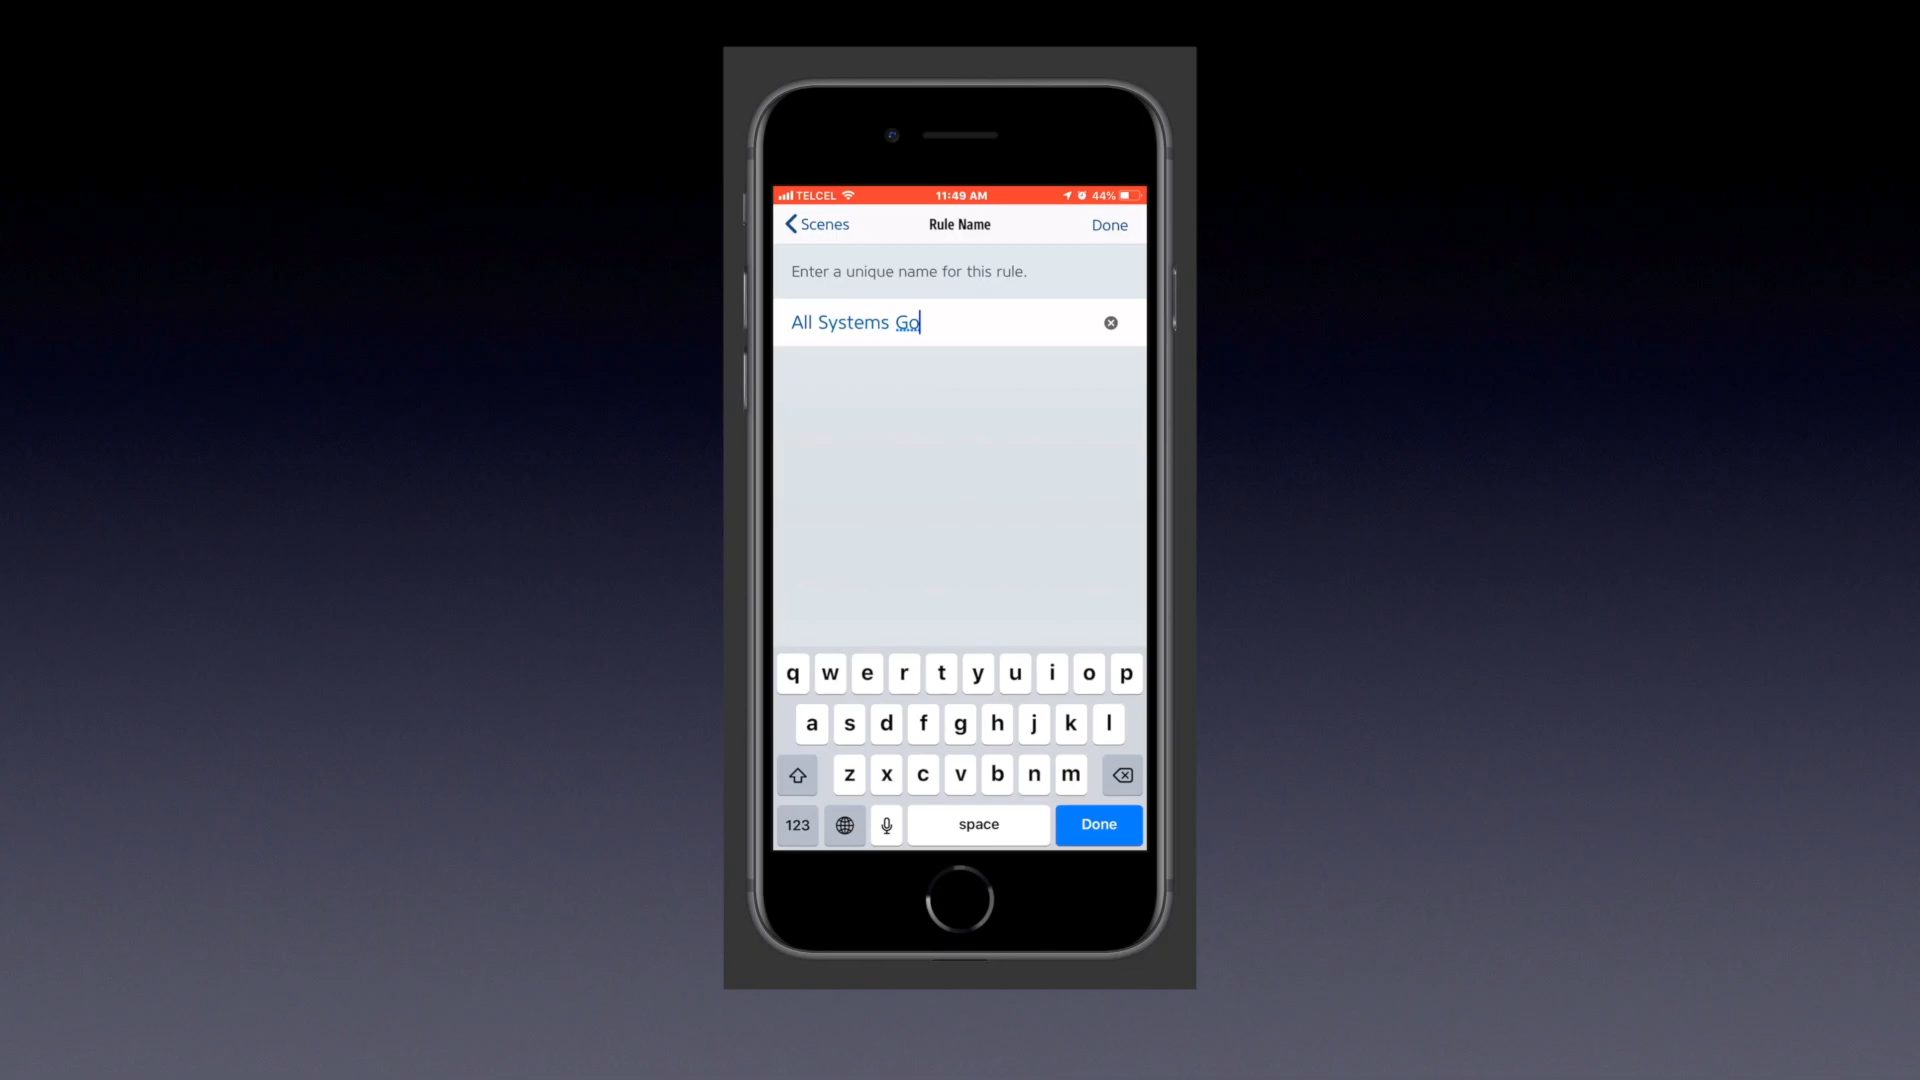 TELCEL 11:49 AM 44%
Scenes Rule Name Done
Enter a unique name for this rule.
All Systems Go
q w e r t y u i o p
a s d f g h j k l
z x c v b n m
123 space Done